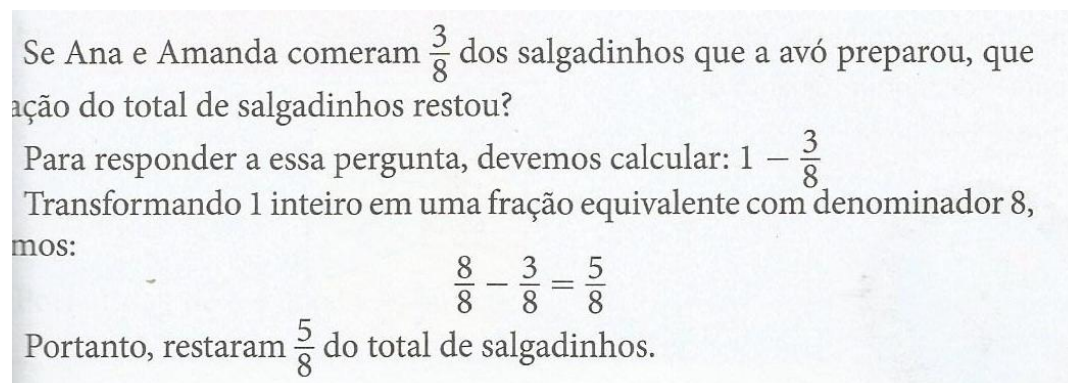 Se Ana e Amanda comeram 3/8 dos salgadinhos que a avó preparou, que
ação do total de salgadinhos restou?
Para responder a essa pergunta, devemos calcular: 1 − 3/8
Transformando 1 inteiro em uma fração equivalente com denominador 8,
mos:
8/8 − 3/8 = 5/8
Portanto, restaram 5/8 do total de salgadinhos.